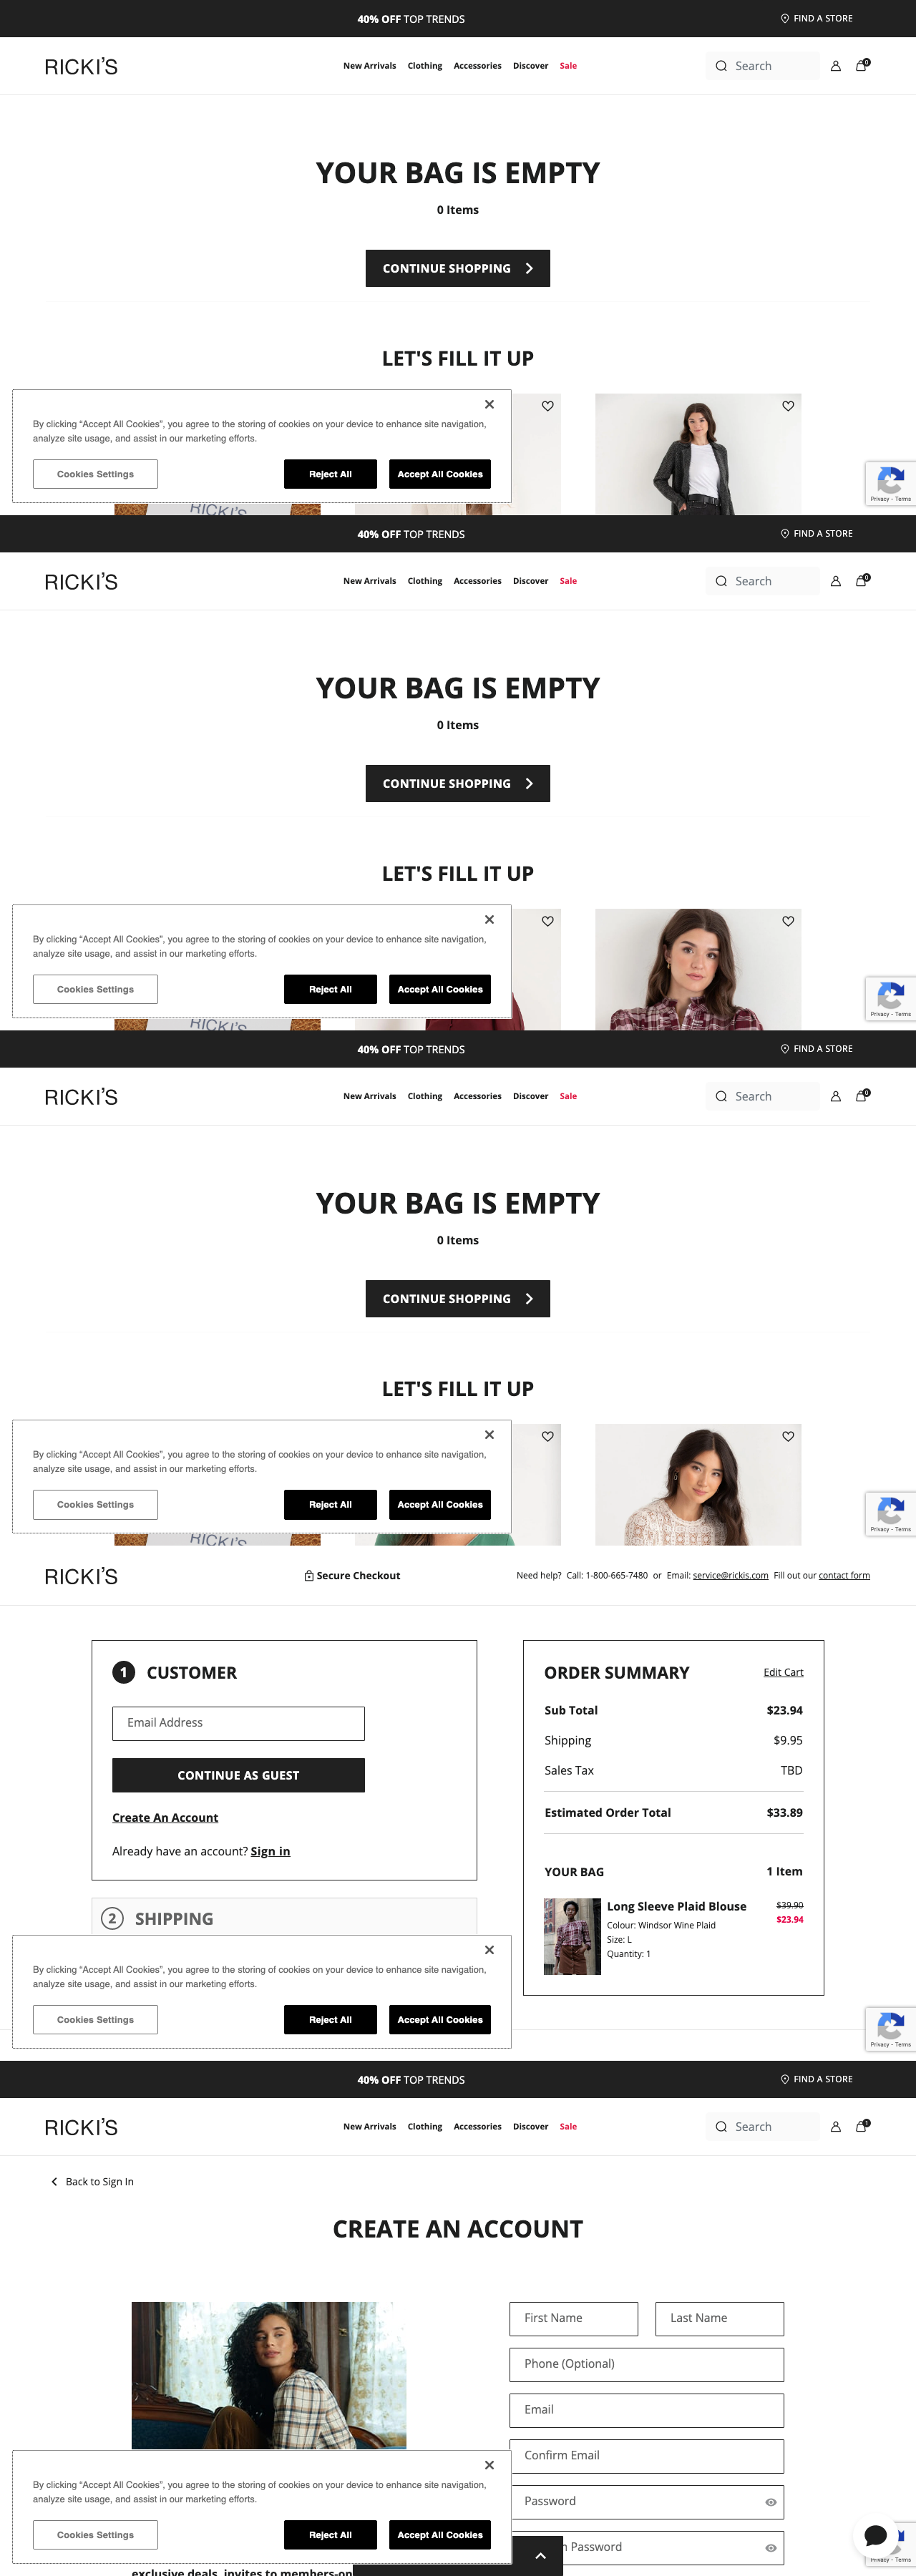 40% OFF TOP TRENDS
FIND A STORE
RICKI'S
New Arrivals Clothing Accessories Discover Sale
Search
0
YOUR BAG IS EMPTY
0 Items
CONTINUE SHOPPING
LET'S FILL IT UP
By clicking “Accept All Cookies”, you agree to the storing of cookies on your device to enhance site navigation,
analyze site usage, and assist in our marketing efforts.
Cookies Settings
Reject All
Accept All Cookies
RICKI'S
Privacy - Terms
40% OFF TOP TRENDS
FIND A STORE
RICKI'S
New Arrivals Clothing Accessories Discover Sale
Search
0
YOUR BAG IS EMPTY
0 Items
CONTINUE SHOPPING
LET'S FILL IT UP
By clicking “Accept All Cookies”, you agree to the storing of cookies on your device to enhance site navigation,
analyze site usage, and assist in our marketing efforts.
Cookies Settings
Reject All
Accept All Cookies
RICKI'S
Privacy - Terms
40% OFF TOP TRENDS
FIND A STORE
RICKI'S
New Arrivals Clothing Accessories Discover Sale
Search
0
YOUR BAG IS EMPTY
0 Items
CONTINUE SHOPPING
LET'S FILL IT UP
By clicking “Accept All Cookies”, you agree to the storing of cookies on your device to enhance site navigation,
analyze site usage, and assist in our marketing efforts.
Cookies Settings
Reject All
Accept All Cookies
RICKI'S
Privacy - Terms
RICKI'S
Secure Checkout
Need help? Call: 1-800-665-7480 or Email: service@rickis.com Fill out our contact form
1 CUSTOMER
Email Address
CONTINUE AS GUEST
Create An Account
Already have an account? Sign in
2 SHIPPING
ORDER SUMMARY
Edit Cart
Sub Total $23.94
Shipping $9.95
Sales Tax TBD
Estimated Order Total $33.89
YOUR BAG 1 Item
Long Sleeve Plaid Blouse $39.90
$23.94
Colour: Windsor Wine Plaid
Size: L
Quantity: 1
By clicking “Accept All Cookies”, you agree to the storing of cookies on your device to enhance site navigation,
analyze site usage, and assist in our marketing efforts.
Cookies Settings
Reject All
Accept All Cookies
Privacy - Terms
40% OFF TOP TRENDS
FIND A STORE
RICKI'S
New Arrivals Clothing Accessories Discover Sale
Search
1
Back to Sign In
CREATE AN ACCOUNT
First Name
Last Name
Phone (Optional)
Email
Confirm Email
Password
Password
By clicking “Accept All Cookies”, you agree to the storing of cookies on your device to enhance site navigation,
analyze site usage, and assist in our marketing efforts.
Cookies Settings
Reject All
Accept All Cookies
exclusive deals, invites to members-on
Privacy - Terms